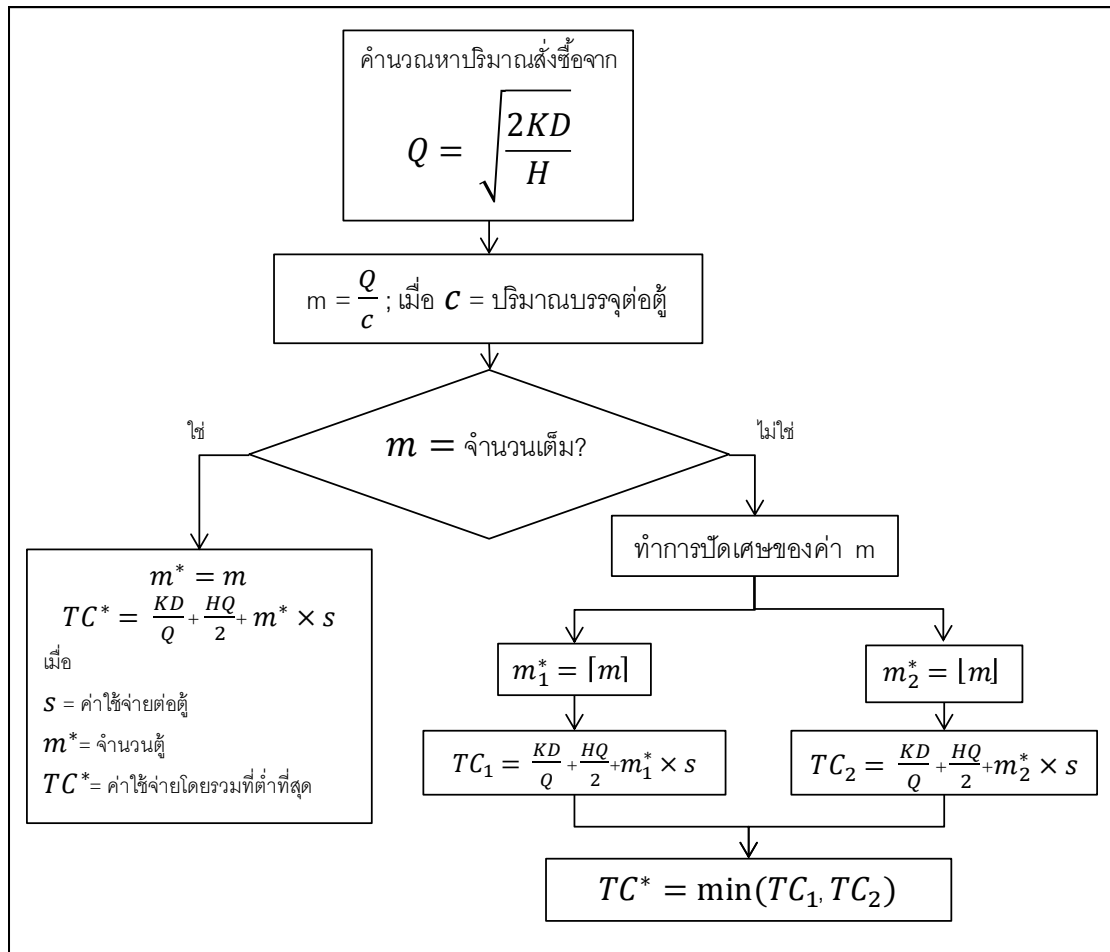 คำนวณหาปริมาณสั่งซื้อจาก
Q = √(2KD/H)
m = Q/c ; เมื่อ c = ปริมาณบรรจุต่อตู้
ใช่
m = จำนวนเต็ม?
ไม่ใช่
ทำการปัดเศษของค่า m
m* = m
TC* = KD/Q + HQ/2 + m* × s
เมื่อ
s = ค่าใช้จ่ายต่อตู้
m* = จำนวนตู้
TC* = ค่าใช้จ่ายโดยรวมที่ต่ำที่สุด
m₁* = ⌈m⌉
m₂* = ⌊m⌋
TC₁ = KD/Q + HQ/2 + m₁* × s
TC₂ = KD/Q + HQ/2 + m₂* × s
TC* = min(TC₁, TC₂)